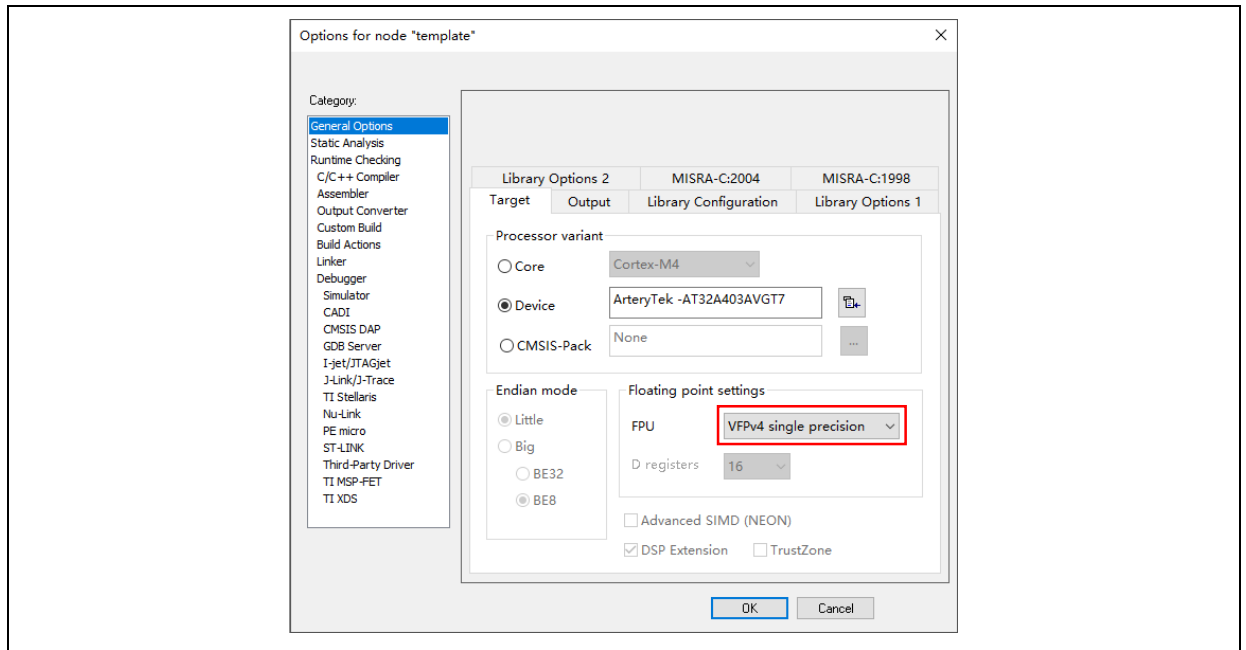 Options for node "template"
Category:
General Options
Static Analysis
Runtime Checking
C/C++ Compiler
Assembler
Output Converter
Custom Build
Build Actions
Linker
Debugger
Simulator
CADI
CMSIS DAP
GDB Server
I-jet/JTAGjet
J-Link/J-Trace
TI Stellaris
Nu-Link
PE micro
ST-LINK
Third-Party Driver
TI MSP-FET
TI XDS
Library Options 2 MISRA-C:2004 MISRA-C:1998
Target Output Library Configuration Library Options 1
Processor variant
Core Cortex-M4
Device ArteryTek -AT32A403AVGT7
CMSIS-Pack None ...
Endian mode
Little
Big
BE32
BE8
Floating point settings
FPU VFPv4 single precision
D registers 16
Advanced SIMD (NEON)
DSP Extension TrustZone
OK Cancel